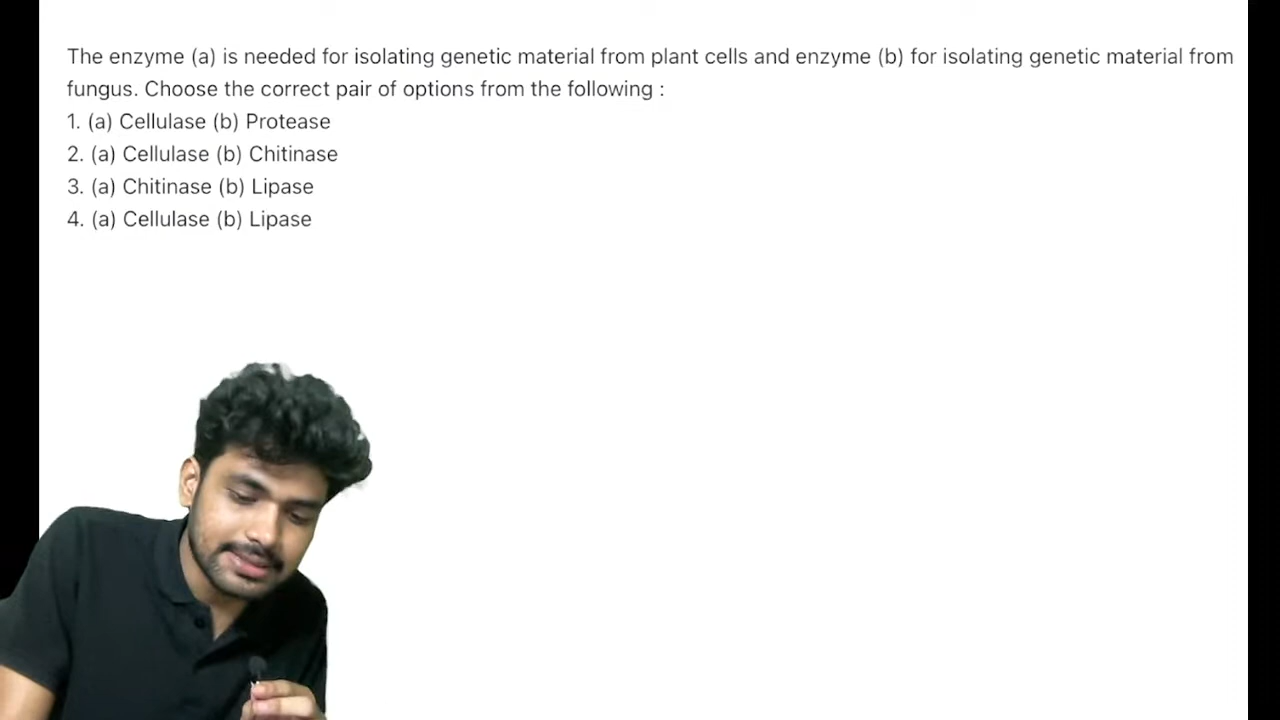 The enzyme (a) is needed for isolating genetic material from plant cells and enzyme (b) for isolating genetic material from
fungus. Choose the correct pair of options from the following :
1. (a) Cellulase (b) Protease
2. (a) Cellulase (b) Chitinase
3. (a) Chitinase (b) Lipase
4. (a) Cellulase (b) Lipase